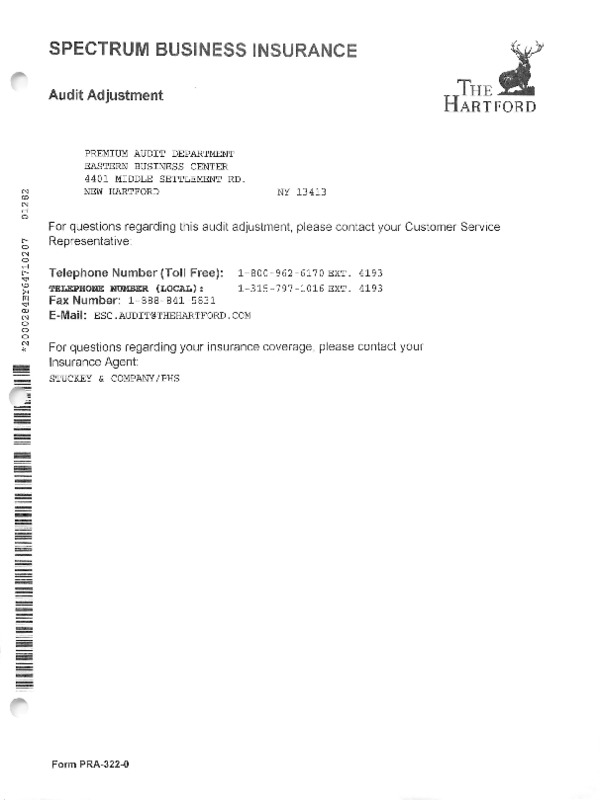 SPECTRUM BUSINESS INSURANCE
Audit Adjustment
THE
HARTFORD
PREMIUM AUDIT DEPARTMENT
EASTERN BUSINESS CENTER
4401 MIDDLE SETTLEMENT RD.
NEW HARTFORD NY 13413
For questions regarding this audit adjustment, please contact your Customer Service
Representative:
Telephone Number (Toll Free): 1-800-962-6170 EXT. 4193
TELEPHONE NUMBER (LOCAL): 1-315-797-1016 EXT. 4193
Fax Number: 1-888-841 5631
E-Mail: ESC.AUDIT@THEHARTFORD.COM
For questions regarding your insurance coverage, please contact your
Insurance Agent:
STUCKEY & COMPANY/PHS
*2000284EY64710207 01262
Form PRA-322-0